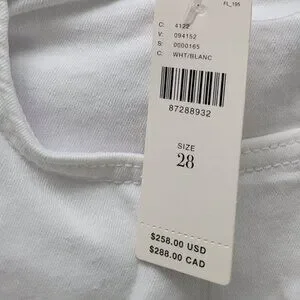 FL_195
C: 4122
V: 094152
S: 0000165
C: WHT/BLANC
87288932
SIZE
28
$258.00 USD
$288.00 CAD